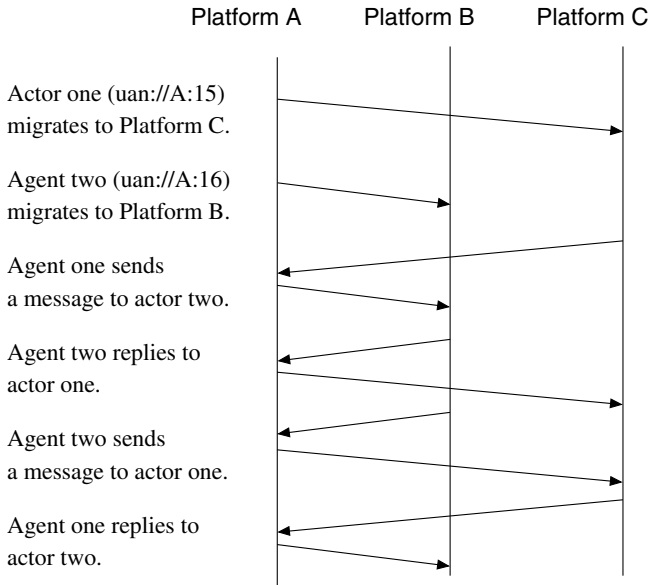 Platform A Platform B Platform C
Actor one (uan://A:15)
migrates to Platform C.
Agent two (uan://A:16)
migrates to Platform B.
Agent one sends
a message to actor two.
Agent two replies to
actor one.
Agent two sends
a message to actor one.
Agent one replies to
actor two.